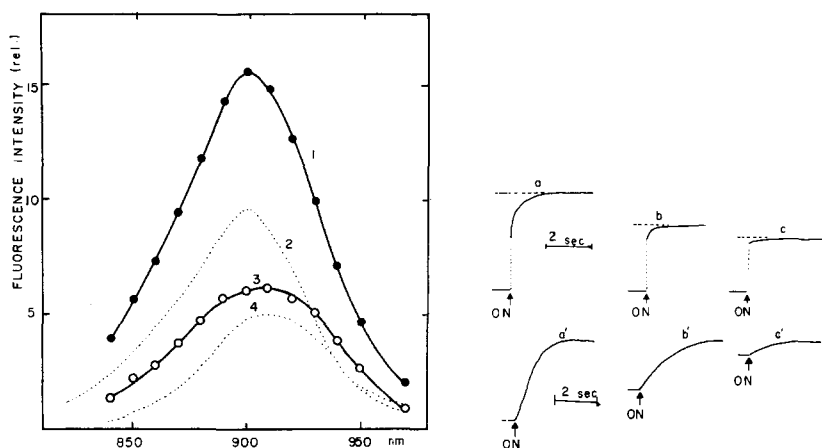 FLUORESCENCE INTENSITY (rel.)
15
10
5
1
2
3
4
850 900 950 nm
a
2 sec
ON
b
ON
c
ON
a'
2 sec
ON
b'
ON
c'
ON